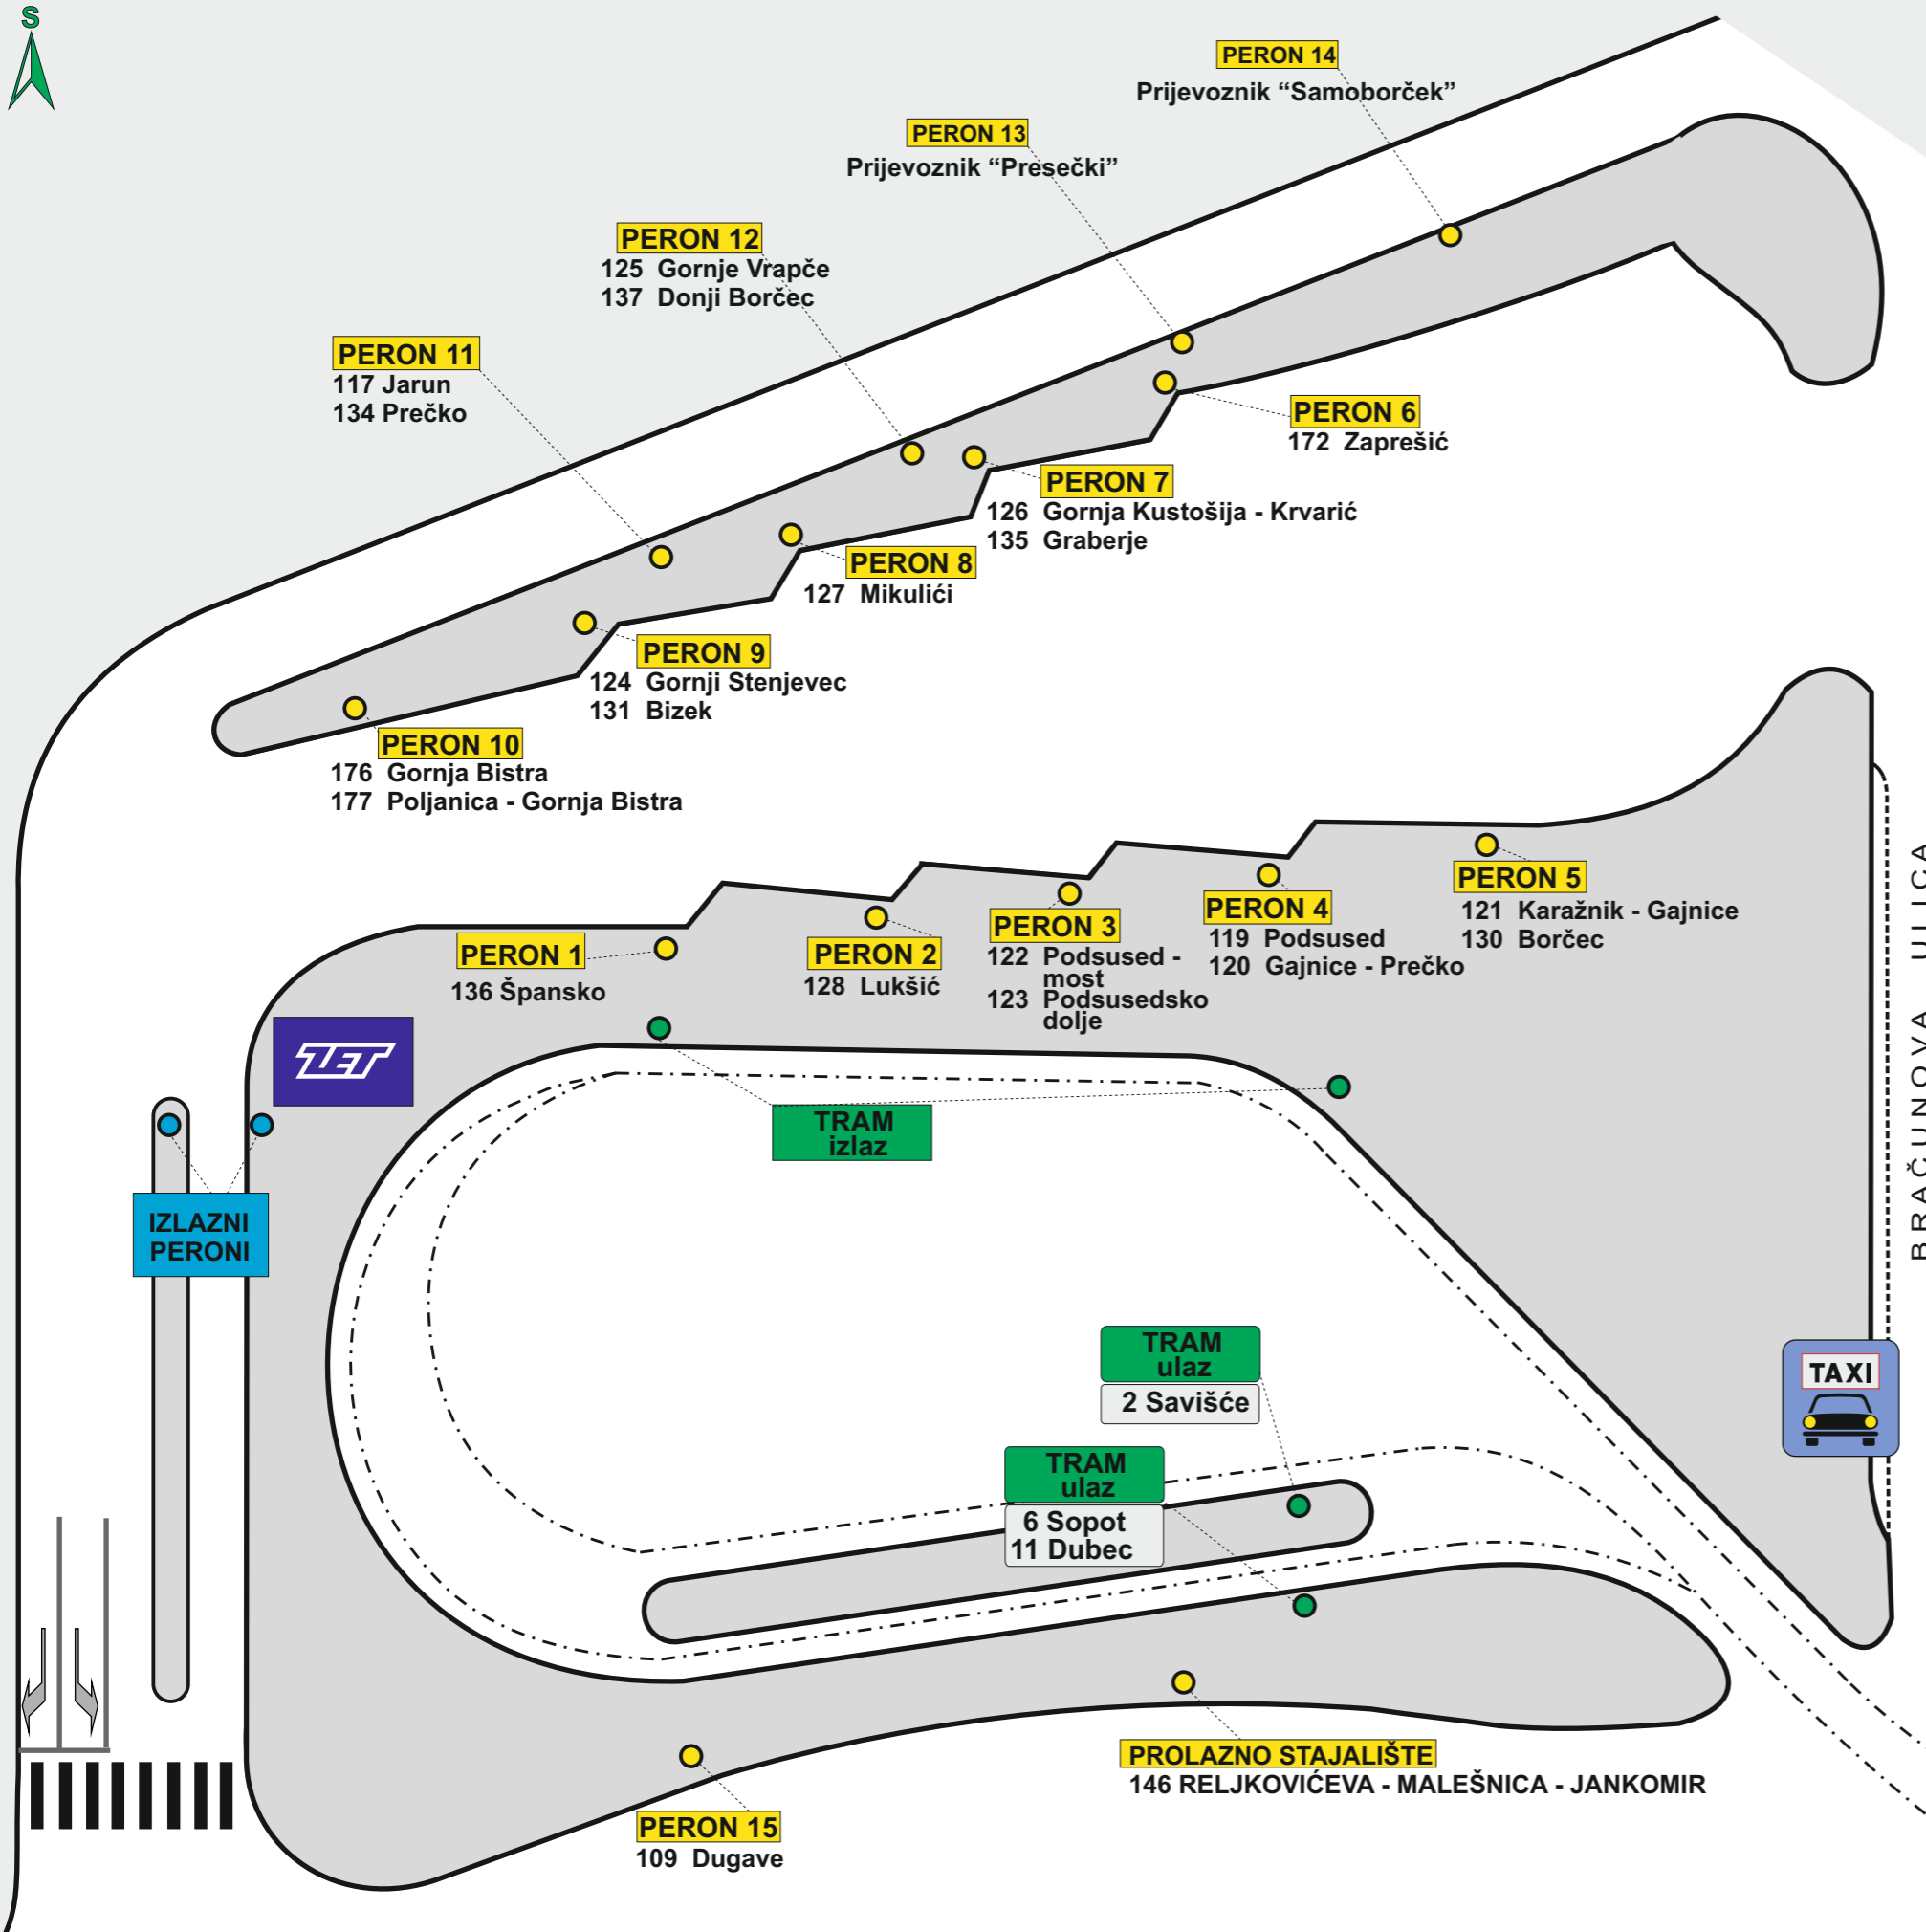 S
PERON 14
Prijevoznik “Samoborček”
PERON 13
Prijevoznik “Presečki”
PERON 12
125 Gornje Vrapče
137 Donji Borčec
PERON 11
117 Jarun
134 Prečko
PERON 6
172 Zaprešić
PERON 7
126 Gornja Kustošija - Krvarić
135 Graberje
PERON 8
127 Mikulići
PERON 9
124 Gornji Stenjevec
131 Bizek
PERON 10
176 Gornja Bistra
177 Poljanica - Gornja Bistra
PERON 1
136 Špansko
PERON 2
128 Lukšić
PERON 3
122 Podsused -
most
123 Podsusedsko
dolje
PERON 4
119 Podsused
120 Gajnice - Prečko
PERON 5
121 Karažnik - Gajnice
130 Borčec
BRAČUNOVA ULICA
ZET
TRAM
izlaz
IZLAZNI
PERONI
TRAM
ulaz
2 Savišće
TRAM
ulaz
6 Sopot
11 Dubec
TAXI
PROLAZNO STAJALIŠTE
146 RELJKOVIĆEVA - MALEŠNICA - JANKOMIR
PERON 15
109 Dugave